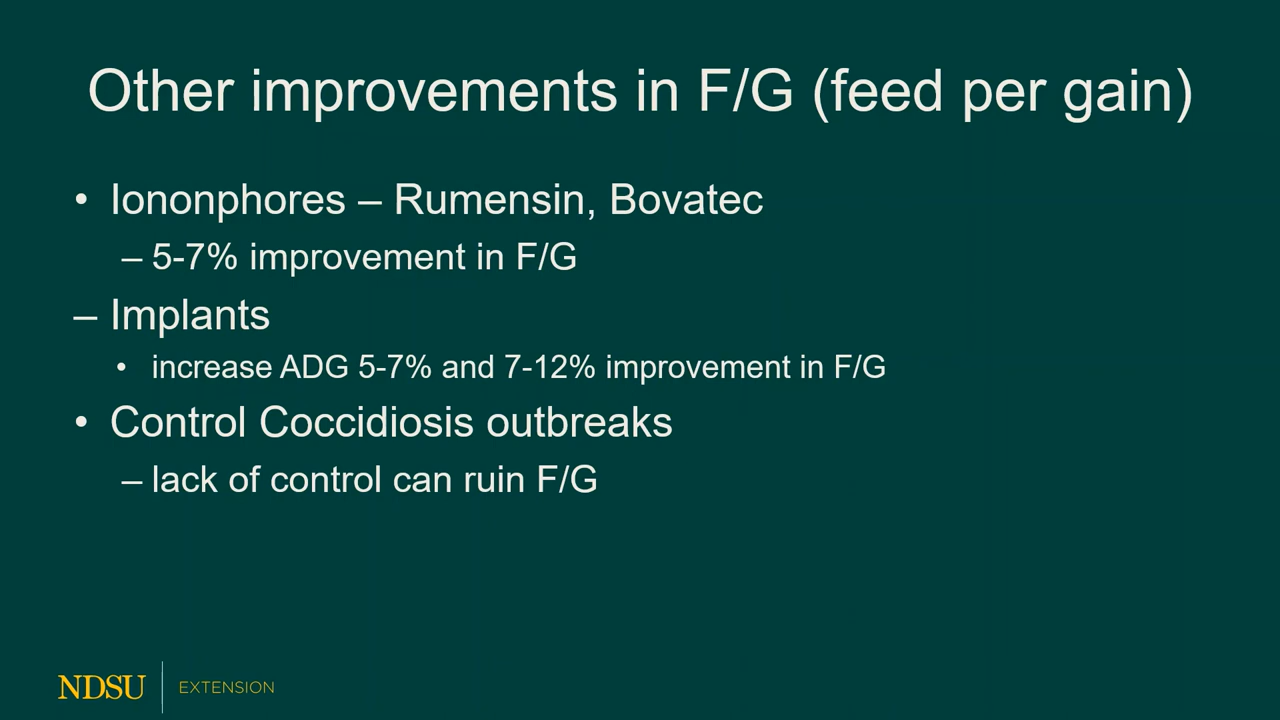 Other improvements in F/G (feed per gain)
• Iononphores – Rumensin, Bovatec
– 5-7% improvement in F/G
– Implants
• increase ADG 5-7% and 7-12% improvement in F/G
• Control Coccidiosis outbreaks
– lack of control can ruin F/G
NDSU | EXTENSION